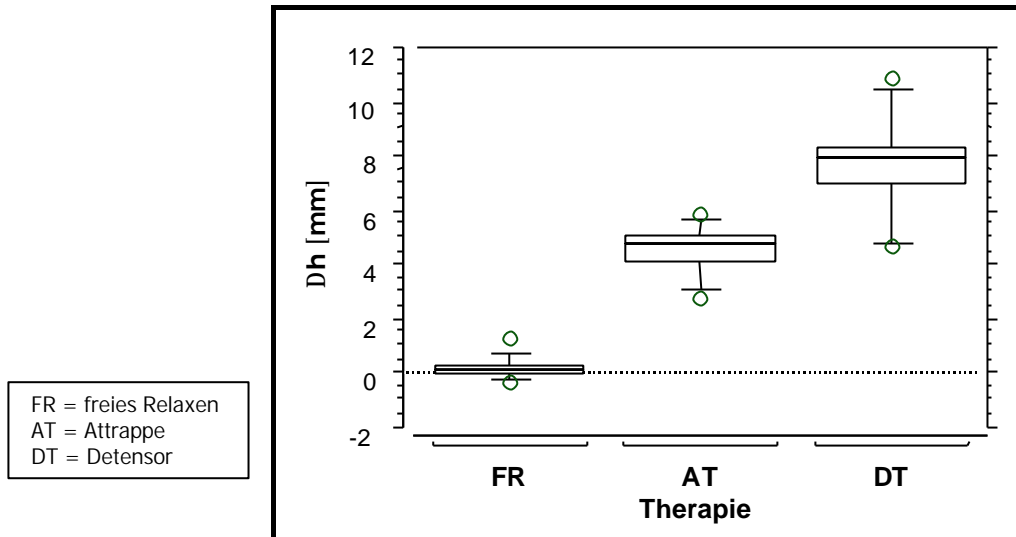 12
10
8
6
4
2
0
-2
Dh [mm]
FR AT DT
Therapie
FR = freies Relaxen
AT = Attrappe
DT = Detensor